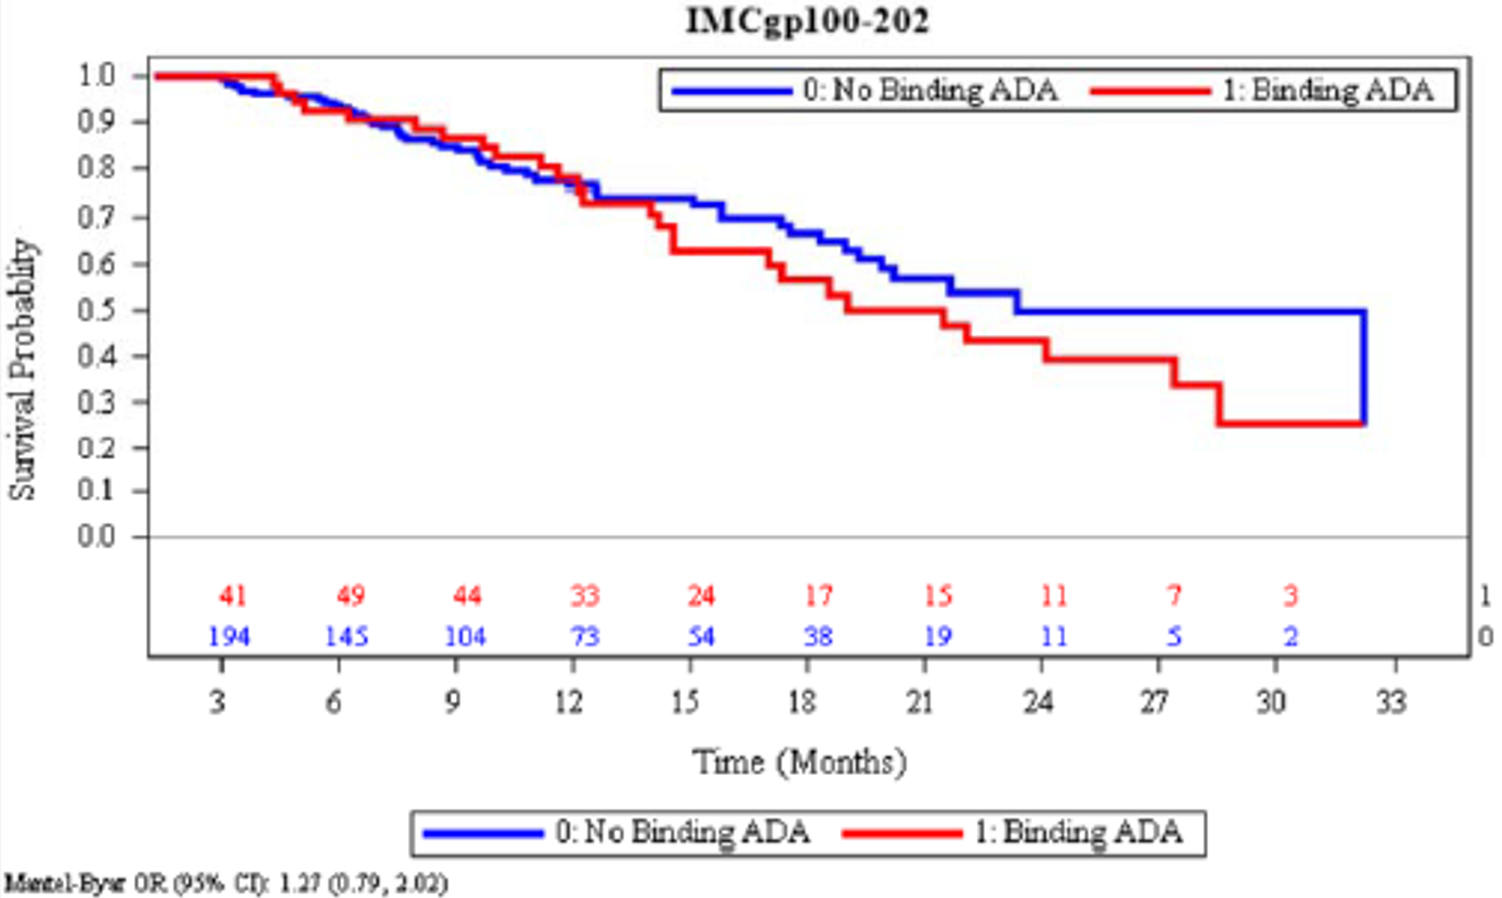 IMCgp100-202
0: No Binding ADA 1: Binding ADA
Survival Probablity
1.0
0.9
0.8
0.7
0.6
0.5
0.4
0.3
0.2
0.1
0.0
41 49 44 33 24 17 15 11 7 3 1
194 145 104 73 54 38 19 11 5 2 0
3 6 9 12 15 18 21 24 27 30 33
Time (Months)
0: No Binding ADA 1: Binding ADA
Mantel-Byar OR (95% CI): 1.27 (0.79, 2.02)